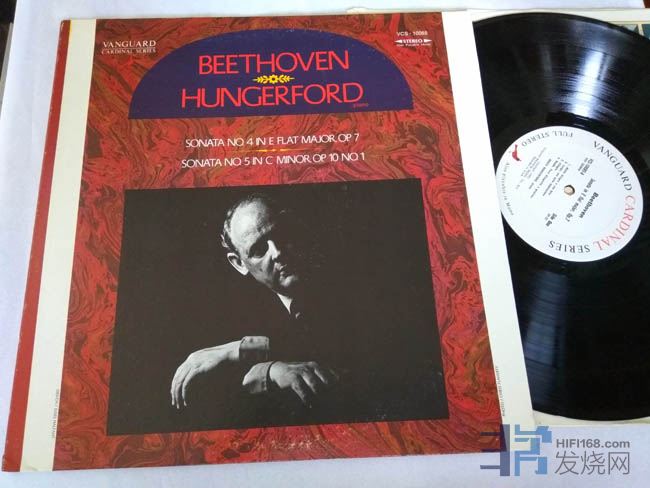 VANGUARD
CARDINAL SERIES
VCS · 10085
STEREO
BEETHOVEN
HUNGERFORD
piano
SONATA NO 4 IN E FLAT MAJOR, OP 7
SONATA NO 5 IN C MINOR, OP 10 NO 1
VANGUARD CARDINAL SERIES
FULL STEREO
Beethoven
HIFI168.com
发烧网